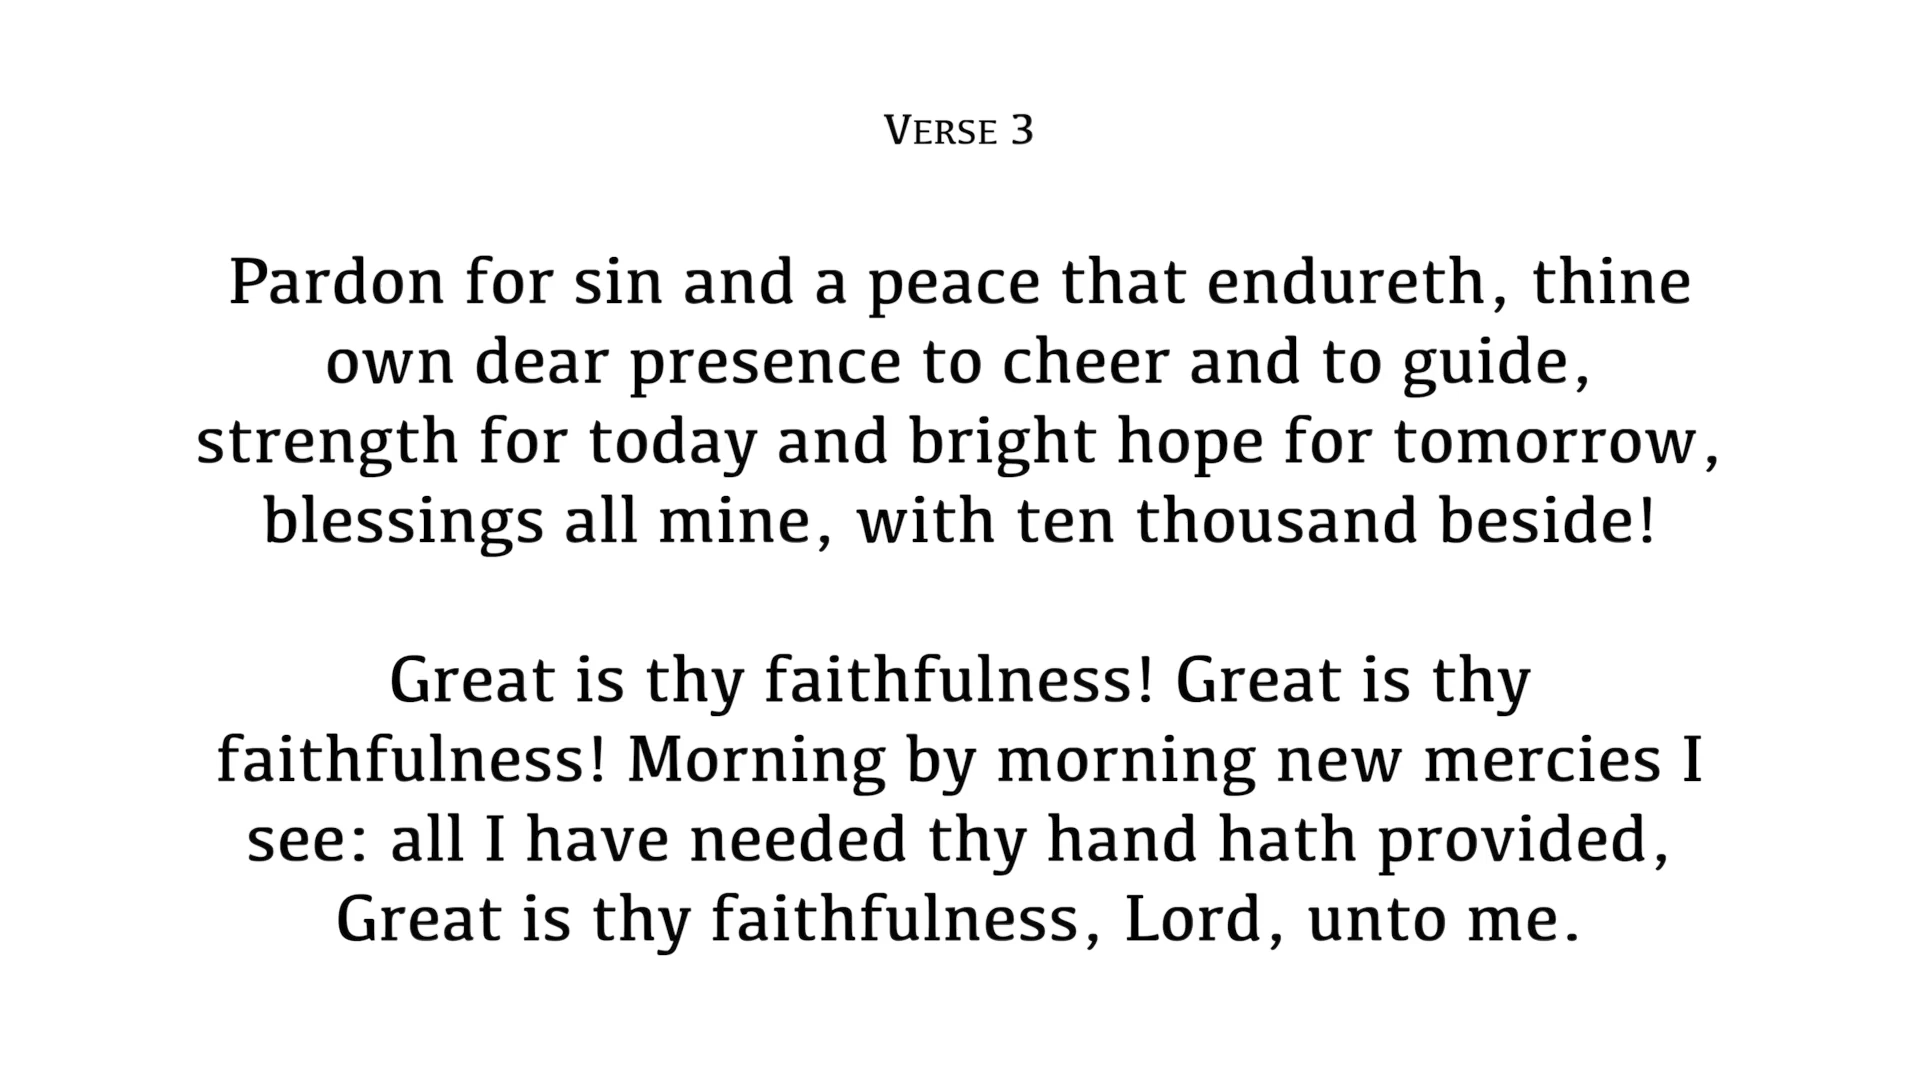 Verse 3
Pardon for sin and a peace that endureth, thine
own dear presence to cheer and to guide,
strength for today and bright hope for tomorrow,
blessings all mine, with ten thousand beside!
Great is thy faithfulness! Great is thy
faithfulness! Morning by morning new mercies I
see: all I have needed thy hand hath provided,
Great is thy faithfulness, Lord, unto me.